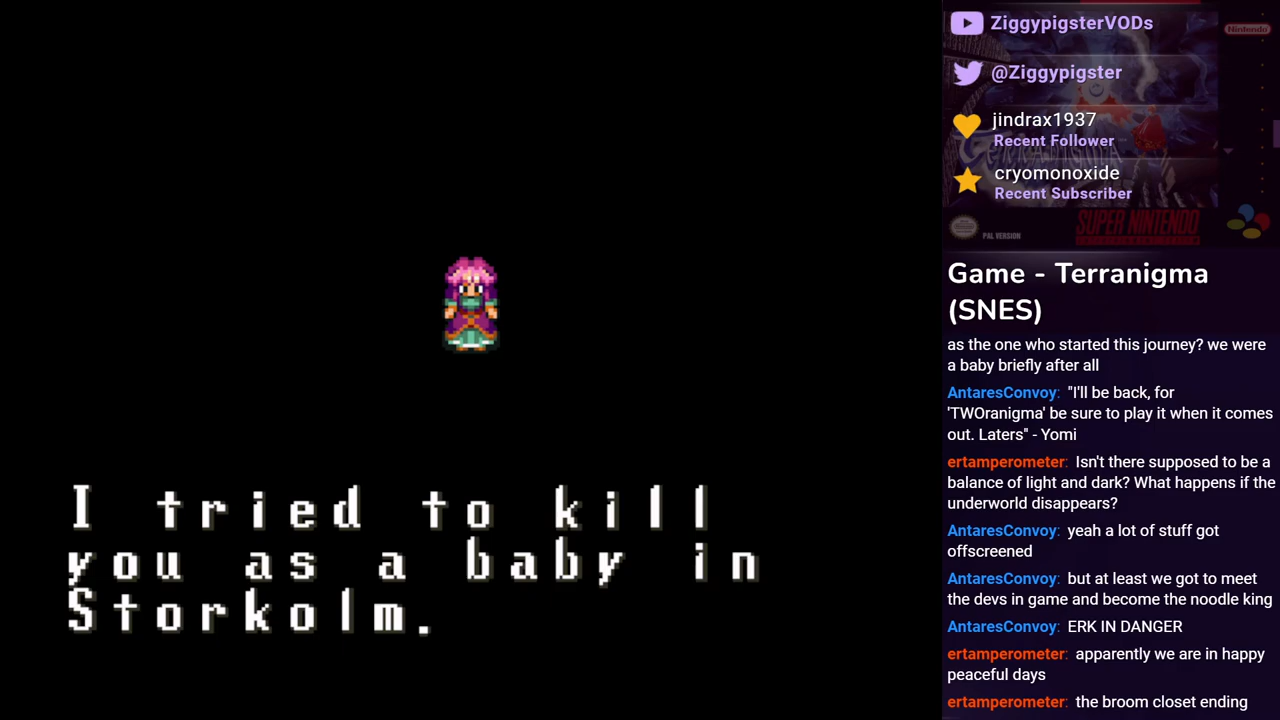 I tried to kill
you as a baby in
Storkolm.
ZiggypigsterVODs
@Ziggypigster
jindrax1937
Recent Follower
cryomonoxide
Recent Subscriber
Nintendo
PAL VERSION
SUPER NINTENDO
Game - Terranigma
(SNES)
as the one who started this journey? we were
a baby briefly after all
AntaresConvoy: "I'll be back, for
'TWOranigma' be sure to play it when it comes
out. Laters" - Yomi
ertamperometer: Isn't there supposed to be a
balance of light and dark? What happens if the
underworld disappears?
AntaresConvoy: yeah a lot of stuff got
offscreened
AntaresConvoy: but at least we got to meet
the devs in game and become the noodle king
AntaresConvoy: ERK IN DANGER
ertamperometer: apparently we are in happy
peaceful days
ertamperometer: the broom closet ending